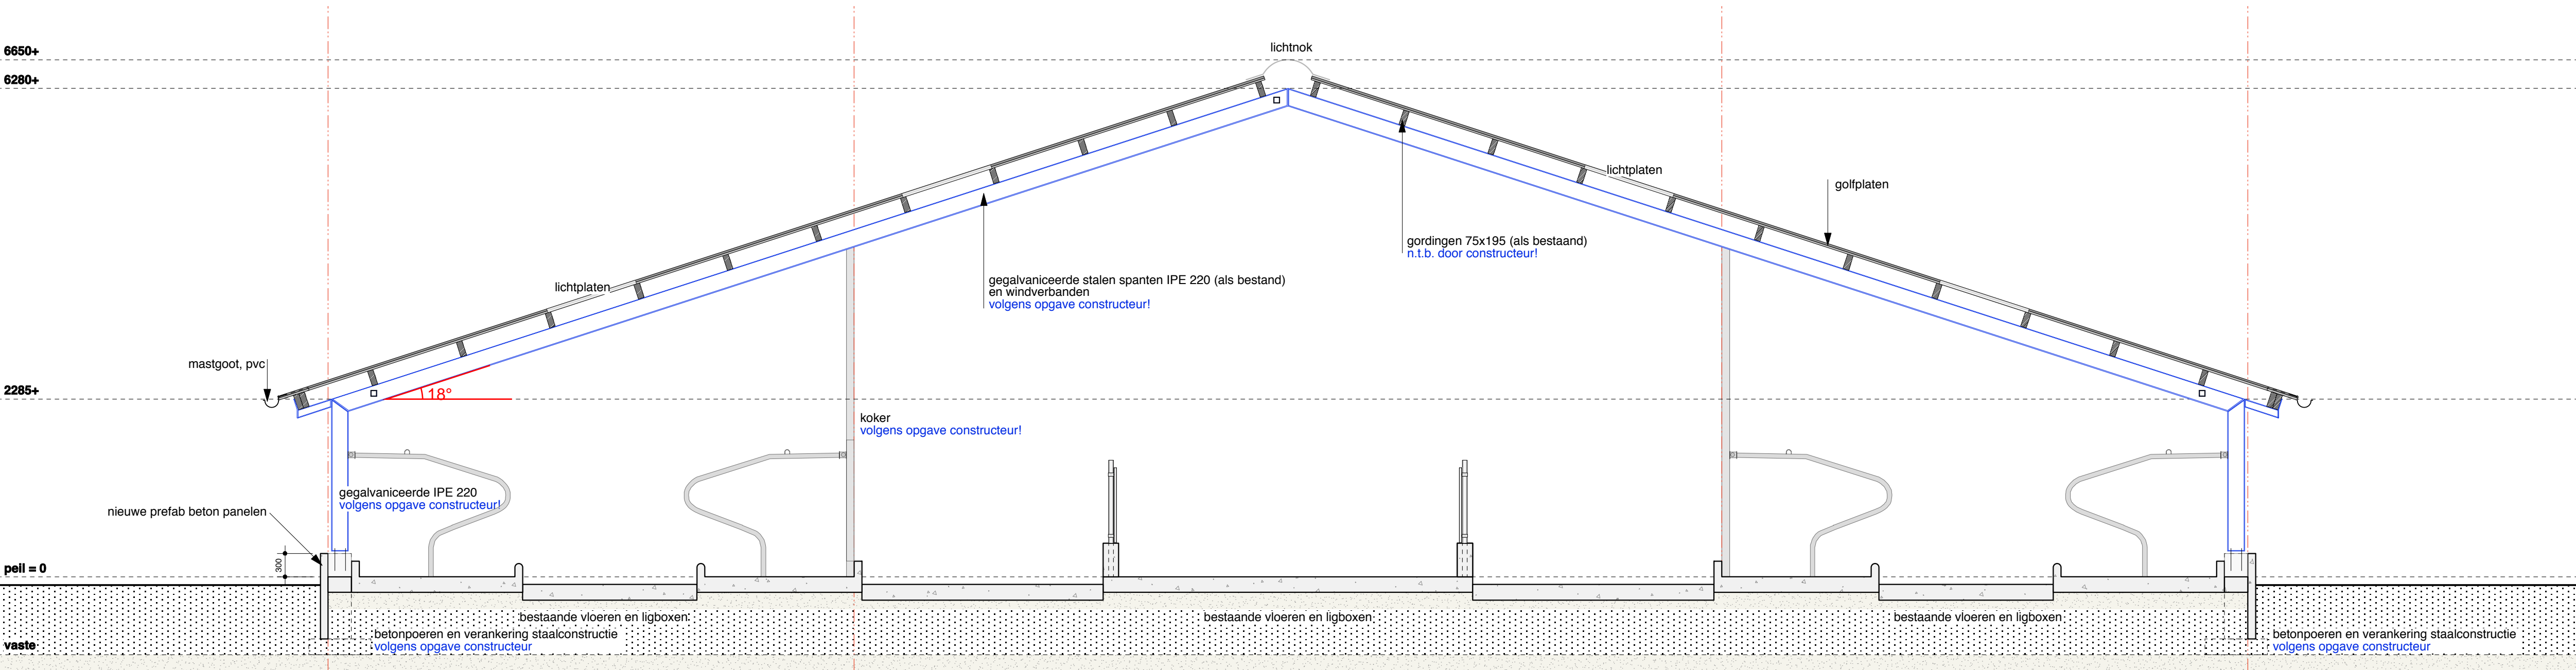 lichtnok
6650+
6280+
lichtplaten
golfplaten
gordingen 75x195 (als bestaand)
n.t.b. door constructeur!
gegalvaniceerde stalen spanten IPE 220 (als bestand)
en windverbanden
volgens opgave constructeur!
lichtplaten
mastgoot, pvc
2285+
18°
koker
volgens opgave constructeur!
gegalvaniceerde IPE 220
volgens opgave constructeur!
nieuwe prefab beton panelen
300
peil = 0
bestaande vloeren en ligboxen
bestaande vloeren en ligboxen
bestaande vloeren en ligboxen
betonpoeren en verankering staalconstructie
volgens opgave constructeur
betonpoeren en verankering staalconstructie
volgens opgave constructeur
vaste